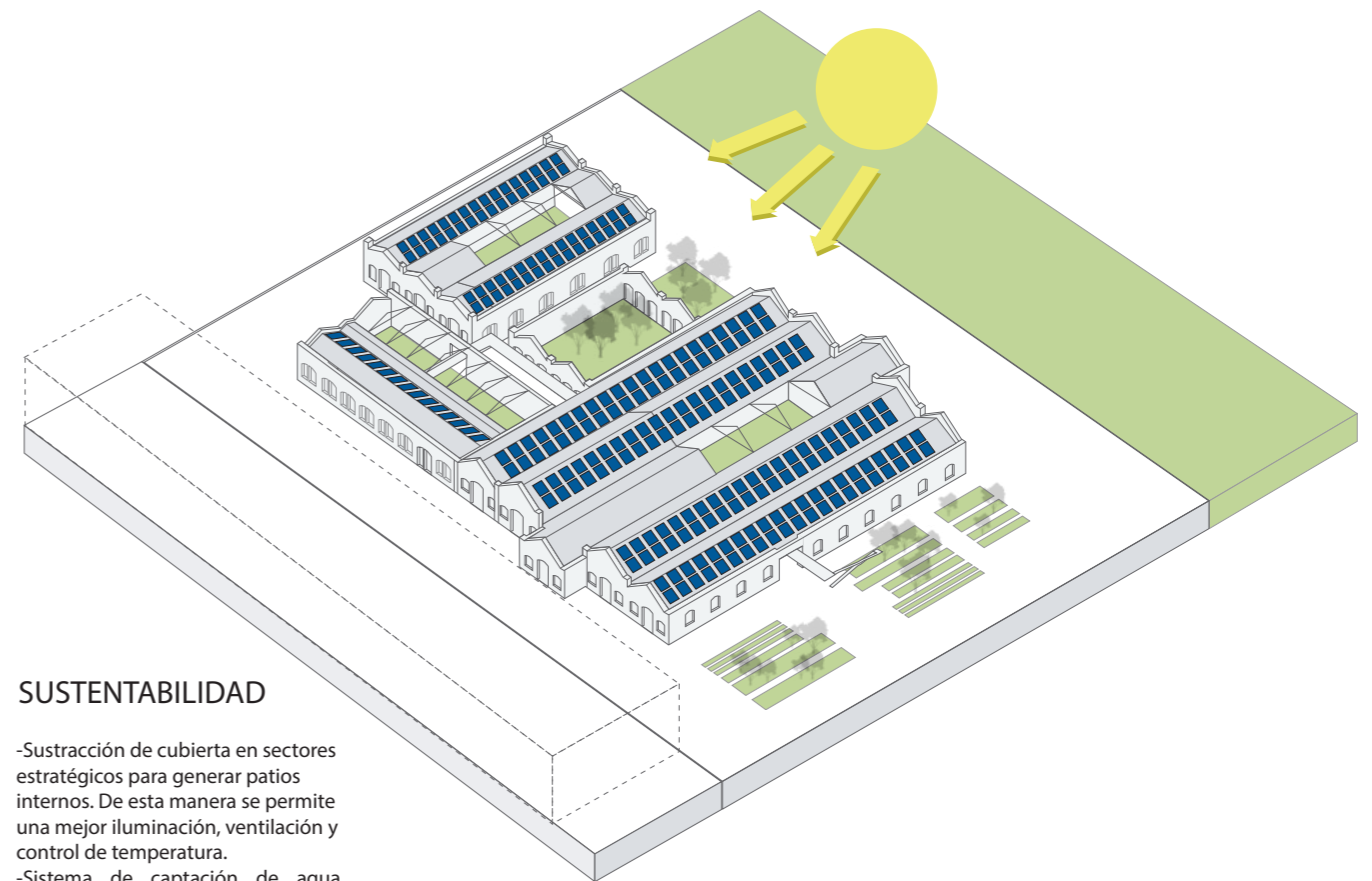 SUSTENTABILIDAD
-Sustracción de cubierta en sectores
estratégicos para generar patios
internos. De esta manera se permite
una mejor iluminación, ventilación y
control de temperatura.
-Sistema de captación de agua